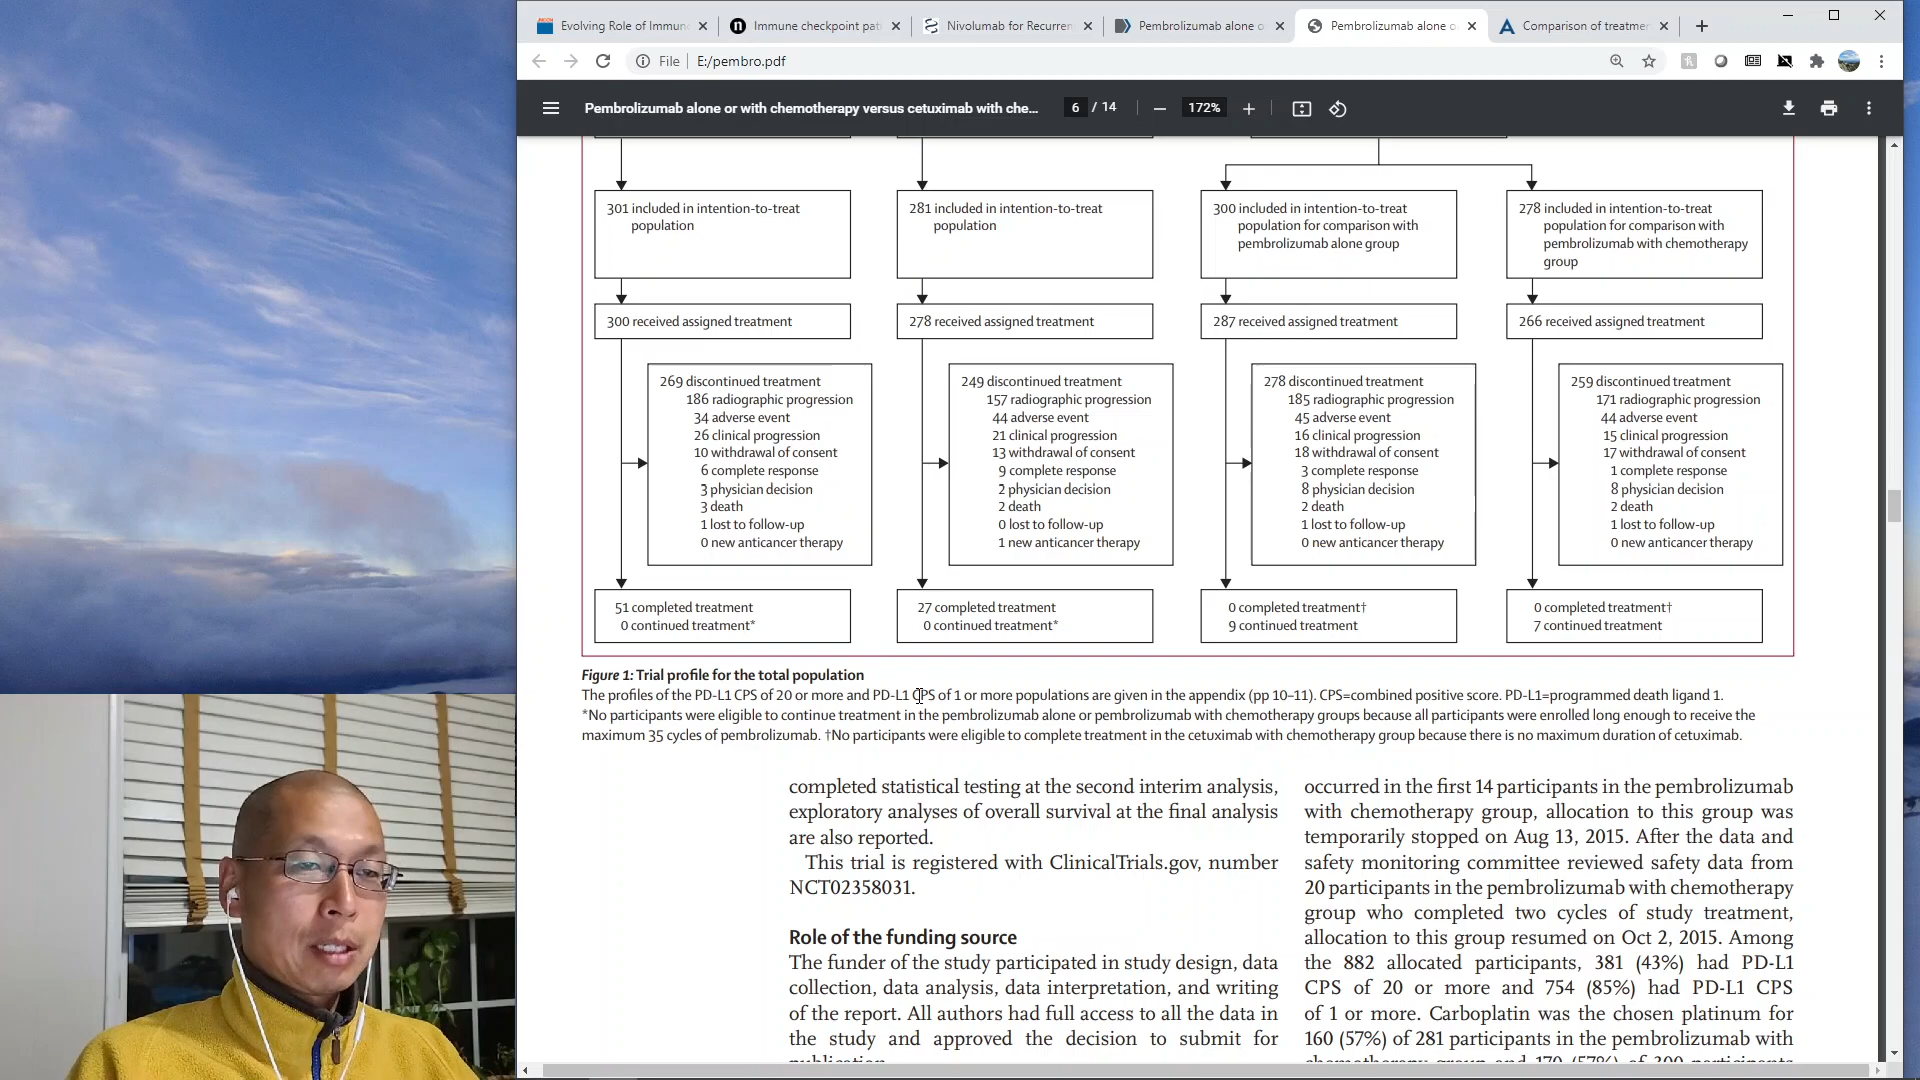 Evolving Role of Immun
Immune checkpoint pat
Nivolumab for Recurren
Pembrolizumab alone o
Pembrolizumab alone o
Comparison of treatmen
File
E:/pembro.pdf
Pembrolizumab alone or with chemotherapy versus cetuximab with che...
6 / 14
172%
301 included in intention-to-treat
population
281 included in intention-to-treat
population
300 included in intention-to-treat
population for comparison with
pembrolizumab alone group
278 included in intention-to-treat
population for comparison with
pembrolizumab with chemotherapy
group
300 received assigned treatment
278 received assigned treatment
287 received assigned treatment
266 received assigned treatment
269 discontinued treatment
186 radiographic progression
34 adverse event
26 clinical progression
10 withdrawal of consent
6 complete response
3 physician decision
3 death
1 lost to follow-up
0 new anticancer therapy
249 discontinued treatment
157 radiographic progression
44 adverse event
21 clinical progression
13 withdrawal of consent
9 complete response
2 physician decision
2 death
0 lost to follow-up
1 new anticancer therapy
278 discontinued treatment
185 radiographic progression
45 adverse event
16 clinical progression
18 withdrawal of consent
3 complete response
8 physician decision
2 death
1 lost to follow-up
0 new anticancer therapy
259 discontinued treatment
171 radiographic progression
44 adverse event
15 clinical progression
17 withdrawal of consent
1 complete response
8 physician decision
2 death
1 lost to follow-up
0 new anticancer therapy
51 completed treatment
0 continued treatment*
27 completed treatment
0 continued treatment*
0 completed treatment†
9 continued treatment
0 completed treatment†
7 continued treatment
Figure 1: Trial profile for the total population
The profiles of the PD-L1 CPS of 20 or more and PD-L1 CPS of 1 or more populations are given in the appendix (pp 10–11). CPS=combined positive score. PD-L1=programmed death ligand 1.
*No participants were eligible to continue treatment in the pembrolizumab alone or pembrolizumab with chemotherapy groups because all participants were enrolled long enough to receive the
maximum 35 cycles of pembrolizumab. †No participants were eligible to complete treatment in the cetuximab with chemotherapy group because there is no maximum duration of cetuximab.
completed statistical testing at the second interim analysis,
exploratory analyses of overall survival at the final analysis
are also reported.
This trial is registered with ClinicalTrials.gov, number
NCT02358031.
Role of the funding source
The funder of the study participated in study design, data
collection, data analysis, data interpretation, and writing
of the report. All authors had full access to all the data in
the study and approved the decision to submit for
publication.
occurred in the first 14 participants in the pembrolizumab
with chemotherapy group, allocation to this group was
temporarily stopped on Aug 13, 2015. After the data and
safety monitoring committee reviewed safety data from
20 participants in the pembrolizumab with chemotherapy
group who completed two cycles of study treatment,
allocation to this group resumed on Oct 2, 2015. Among
the 882 allocated participants, 381 (43%) had PD-L1
CPS of 20 or more and 754 (85%) had PD-L1 CPS
of 1 or more. Carboplatin was the chosen platinum for
160 (57%) of 281 participants in the pembrolizumab with
chemotherapy group and 170 (57%) of 300 participants